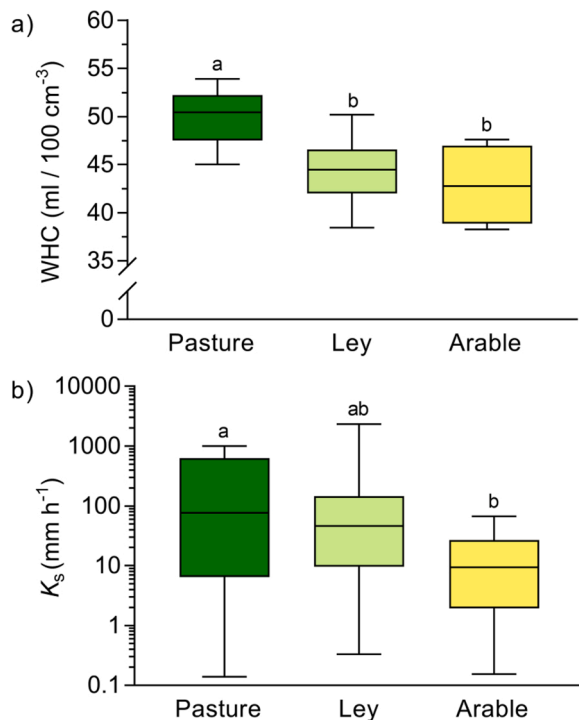 a)
WHC (ml / 100 cm⁻³)
60
55
50
45
40
35
0
a
b
b
Pasture Ley Arable
b)
Kₛ (mm h⁻¹)
10000
1000
100
10
1
0.1
a
ab
b
Pasture Ley Arable